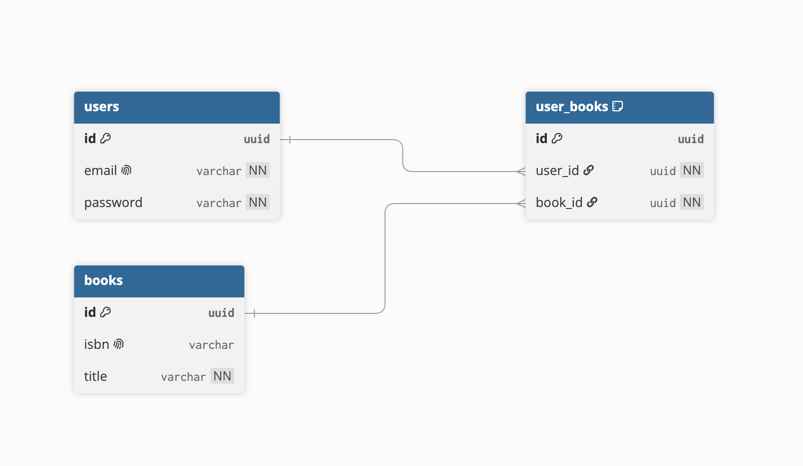 users
id uuid
email varchar NN
password varchar NN
user_books
id uuid
user_id uuid NN
book_id uuid NN
books
id uuid
isbn varchar
title varchar NN